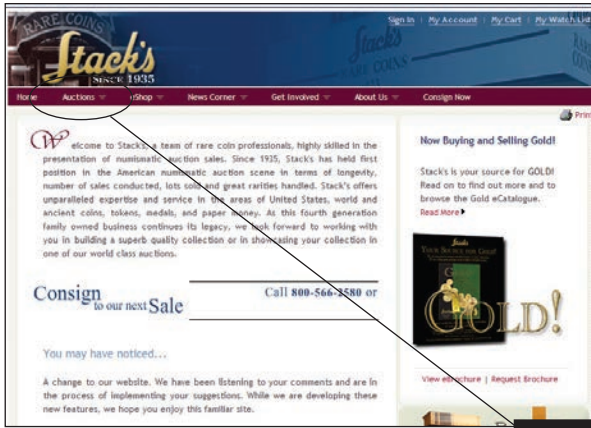 RARE COINS
Sign In | My Account | My Cart | My Watch List
Stack's
SINCE 1935
Stack's
RARE COINS
Home Auctions eShop News Corner Get Involved About Us Consign Now
Print
Welcome to Stack's, a team of rare coin professionals, highly skilled in the
presentation of numismatic auction sales. Since 1935, Stack's has held first
position in the American numismatic auction scene in terms of longevity,
number of sales conducted, lots sold and great rarities handled. Stack's offers
unparalleled expertise and service in the areas of United States, world and
ancient coins, tokens, medals, and paper money. As this fourth generation
family owned business continues its legacy, we look forward to working with
you in building a superb quality collection or in showcasing your collection in
one of our world class auctions.
Consign to our next Sale
Call 800-566-2580 or
You may have noticed...
A change to our website. We have been listening to your comments and are in
the process of implementing your suggestions. While we are developing these
new features, we hope you enjoy this familiar site.
Now Buying and Selling Gold!
Stack's is your source for GOLD!
Read on to find out more and to
browse the Gold eCatalogue.
Read More
Stack's
YOUR SOURCE FOR GOLD!
GOLD!
View eBrochure | Request Brochure